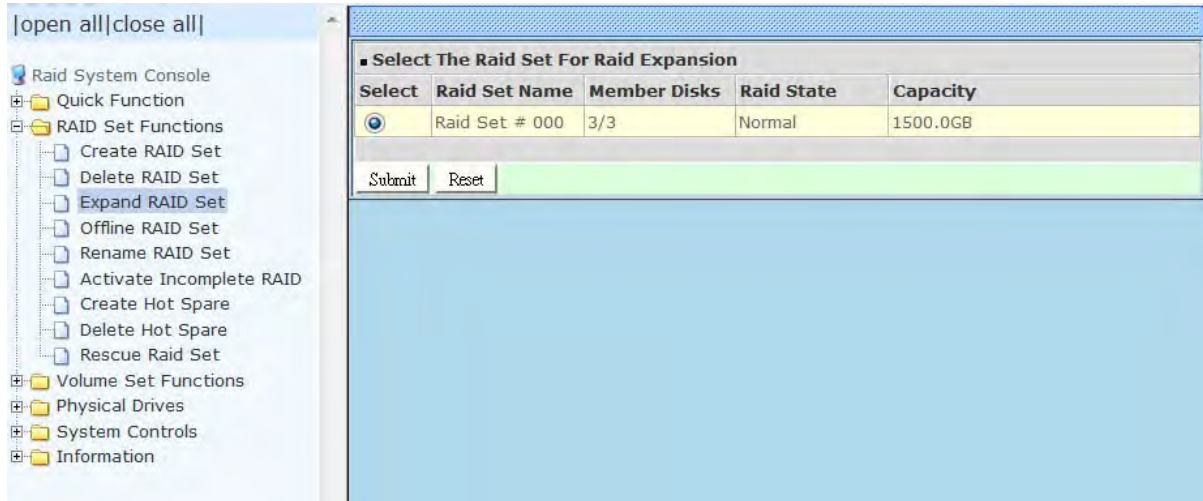 |open all|close all|
Raid System Console
Quick Function
RAID Set Functions
Create RAID Set
Delete RAID Set
Expand RAID Set
Offline RAID Set
Rename RAID Set
Activate Incomplete RAID
Create Hot Spare
Delete Hot Spare
Rescue Raid Set
Volume Set Functions
Physical Drives
System Controls
Information
Select The Raid Set For Raid Expansion
Select Raid Set Name Member Disks Raid State Capacity
Raid Set # 000 3/3 Normal 1500.0GB
Submit Reset